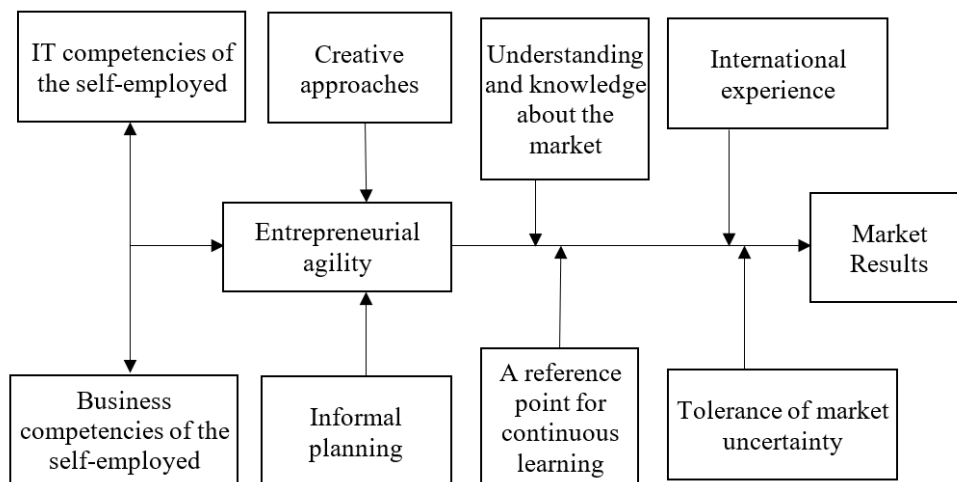 IT competencies
of the self-employed
Creative
approaches
Understanding
and knowledge
about the
market
International
experience
Entrepreneurial
agility
Market
Results
Business
competencies of the
self-employed
Informal
planning
A reference
point for
continuous
learning
Tolerance of market
uncertainty